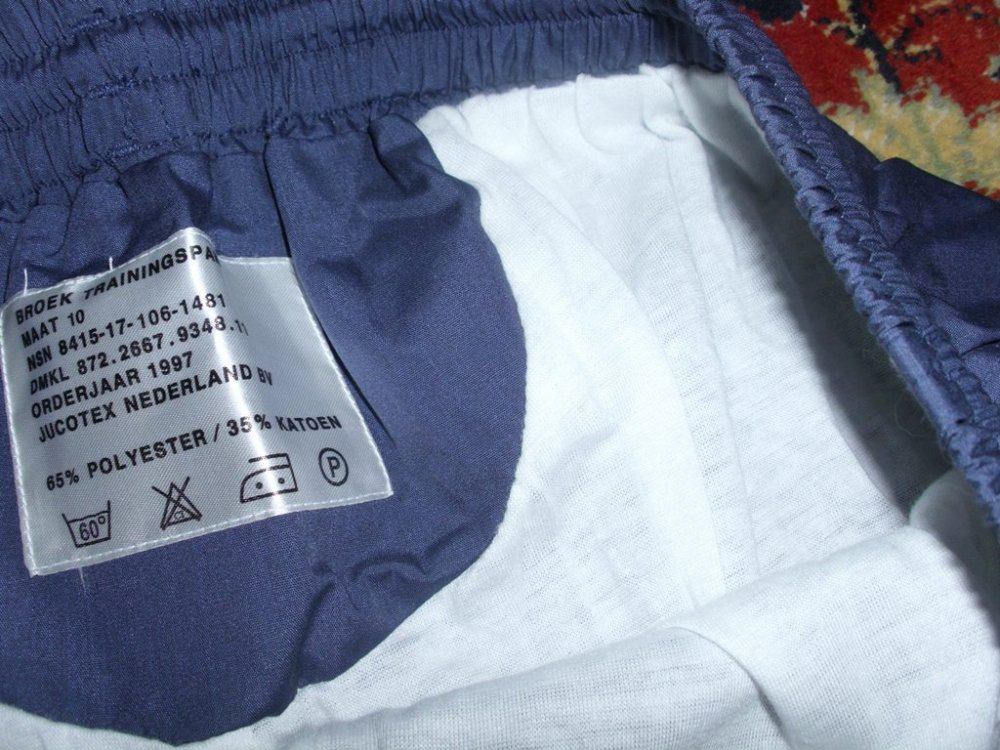 BROEK TRAININGSPA
MAAT 10
NSN 8415-17-106-1481
DMKL 872.2667.9348.11
ORDERJAAR 1997
JUCOTEX NEDERLAND BV
65% POLYESTER / 35% KATOEN
60° P